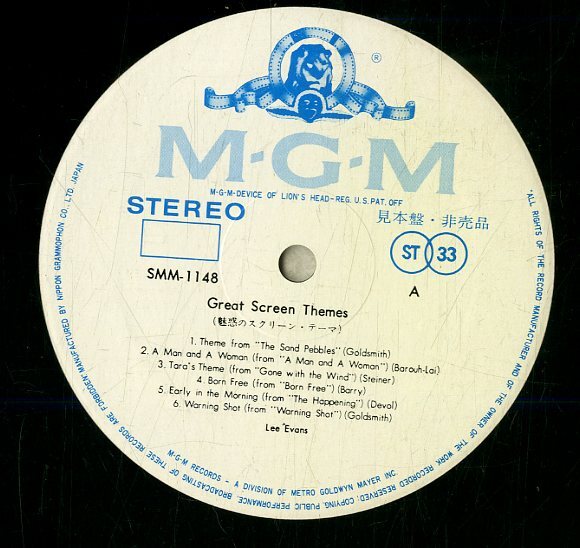 ®
M-G-M
M-G-M-DEVICE OF LION'S HEAD-REG. U.S. PAT. OFF
STEREO
見本盤・非売品
ST 33
SMM-1148
A
Great Screen Themes
(魅惑のスクリーン・テーマ)
1. Theme from "The Sand Pebbles" (Goldsmith)
2. A Man and A Woman (from "A Man and A Woman") (Barouh-Lai)
3. Tara's Theme (from "Gone with the Wind") (Steiner)
4. Born Free (from "Born Free") (Barry)
5. Early in the Morning (from "The Happening") (Devol)
6. Warning Shot (from "Warning Shot") (Goldsmith)
Lee Evans
M-G-M RECORDS - A DIVISION OF METRO GOLDWYN MAYER INC.
"ALL RIGHTS OF THE RECORD MANUFACTURER AND OF THE OWNER OF THE WORK RECORDED RESERVED. COPYING, PUBLIC PERFORMANCE, BROADCASTING OF THESE RECORDS ARE FORBIDDEN" MANUFACTURED BY NIPPON GRAMMOPHON CO., LTD. JAPAN